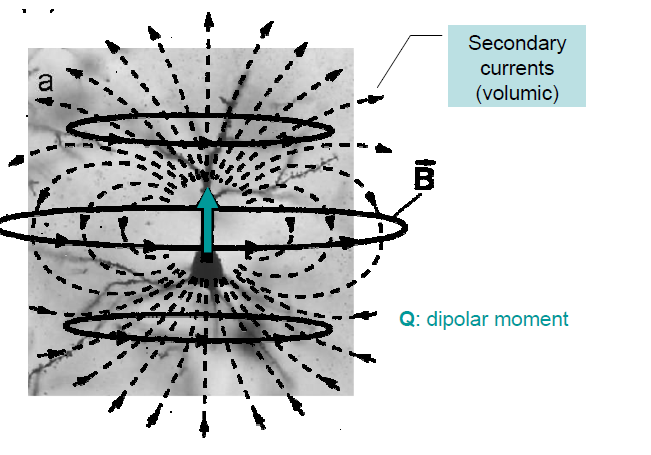 a
Secondary
currents
(volumic)
B
Q: dipolar moment